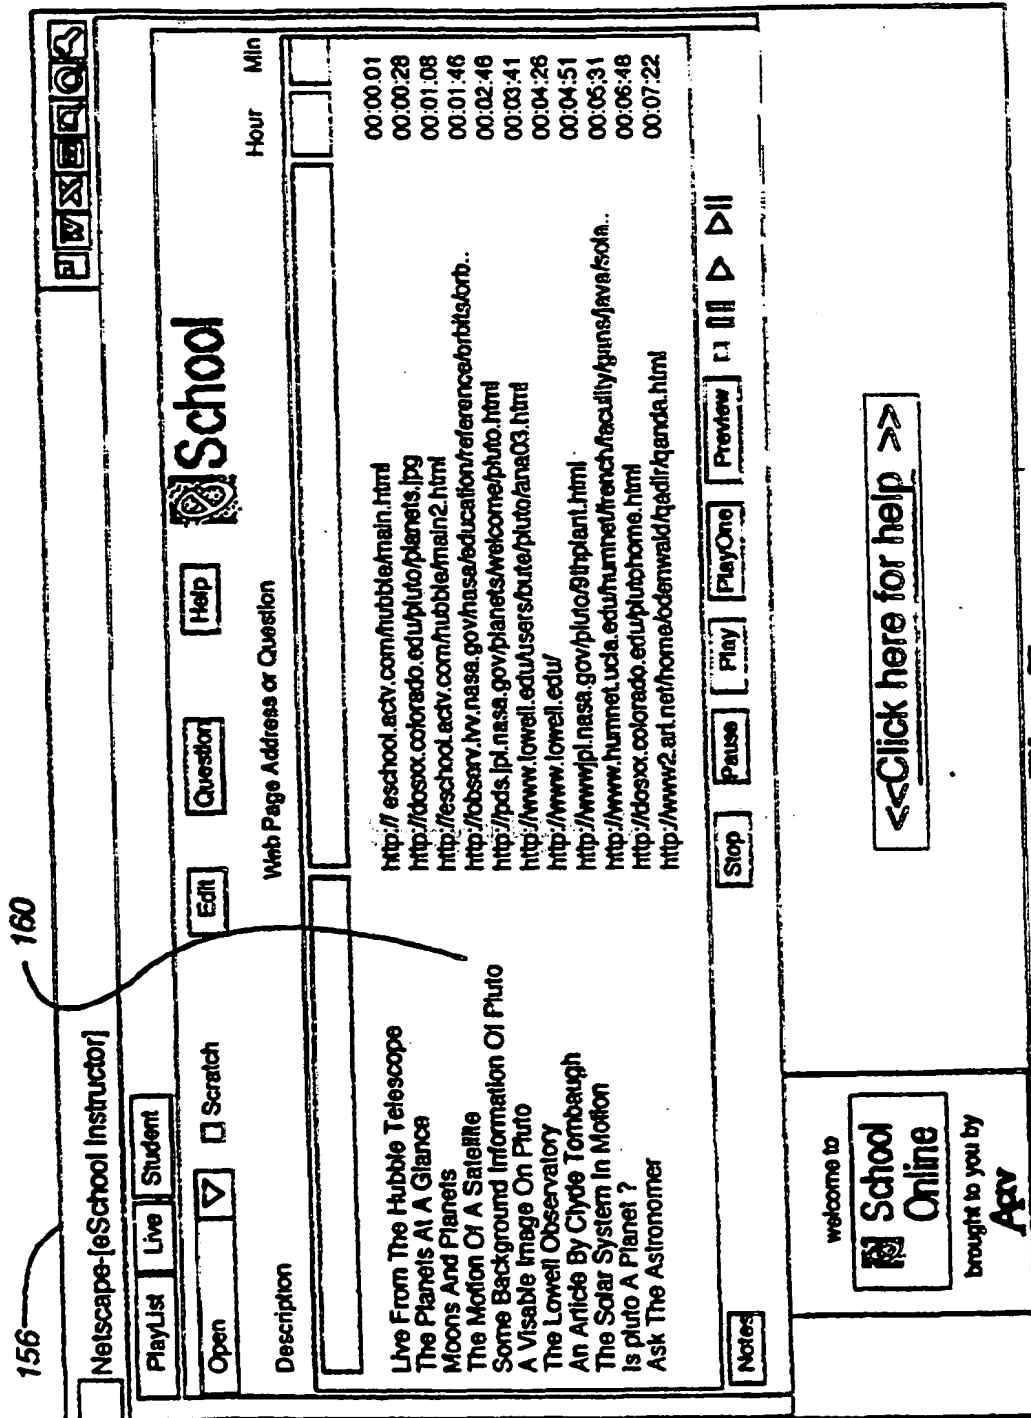 156
160
Netscape-[eSchool Instructor]
PlayList Live Student
Open Scratch Edit Question Help School
Description Web Page Address or Question Hour Min
Live From The Hubble Telescope http:// eschool.actv.com/hubble/main.html 00:00.01
The Planets At A Glance http://dosxx.colorado.edu/pluto/planets.jpg 00:00:28
Moons And Planets http://eschool.actv.com/hubble/main2.html 00:01:08
The Motion Of A Satellite http://observ.ivv.nasa.gov/nasa/education/reference/orbits/orb.. 00:01:46
Some Background Information Of Pluto http://pds.jpl.nasa.gov/planets/welcome/pluto.html 00:02.46
A Visable Image On Pluto http://www.lowell.edu/users/buie/pluto/ana03.html 00:03:41
The Lowell Observatory http://www.lowell.edu/ 00:04:26
An Article By Clyde Tombaugh http://wwwjpl.nasa.gov/pluto/9thplant.html 00:04:51
The Solar System In Motion http://www.humnet.ucla.edu/humnet/french/faculty/gans/java/sola.. 00:05;31
Is pluto A Planet ? http://dosxx.colorado.edu/plutohome.html 00:06:48
Ask The Astronomer http://www2.ari.net/home/odenwald/qadir/qanda.html 00:07:22
Notes Stop Pause Play PlayOne Preview
welcome to
School
Online
brought to you by
<<Click here for help >>